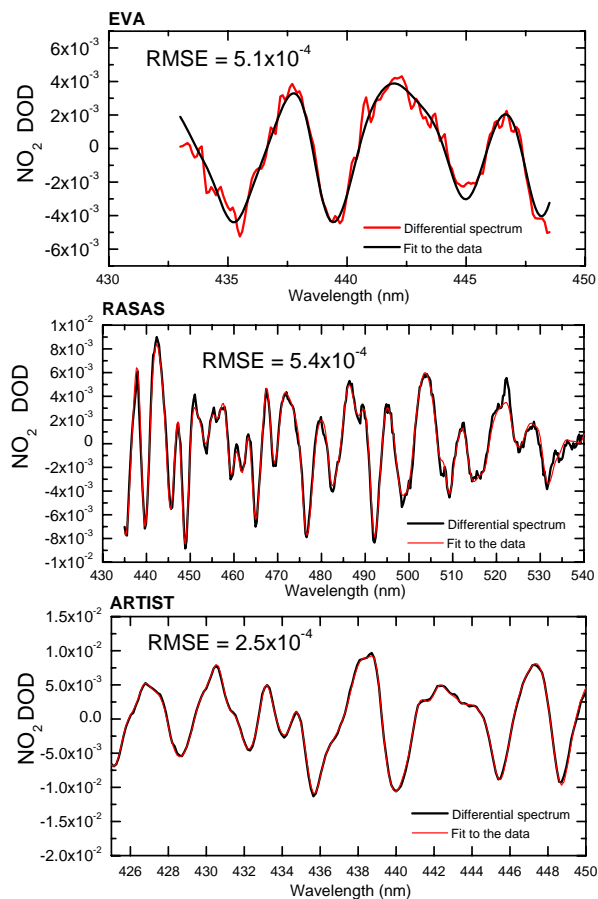 EVA
RMSE = 5.1x10⁻⁴
6x10⁻³
4x10⁻³
2x10⁻³
0
-2x10⁻³
-4x10⁻³
-6x10⁻³
NO₂ DOD
Differential spectrum
Fit to the data
430 435 440 445 450
Wavelength (nm)
RASAS
RMSE = 5.4x10⁻⁴
1x10⁻²
8x10⁻³
6x10⁻³
4x10⁻³
2x10⁻³
0
-2x10⁻³
-4x10⁻³
-6x10⁻³
-8x10⁻³
-1x10⁻²
NO₂ DOD
Differential spectrum
Fit to the data
430 440 450 460 470 480 490 500 510 520 530 540
Wavelength (nm)
ARTIST
RMSE = 2.5x10⁻⁴
1.5x10⁻²
1.0x10⁻²
5.0x10⁻³
0.0
-5.0x10⁻³
-1.0x10⁻²
-1.5x10⁻²
-2.0x10⁻²
NO₂ DOD
Differential spectrum
Fit to the data
426 428 430 432 434 436 438 440 442 444 446 448 450
Wavelength (nm)